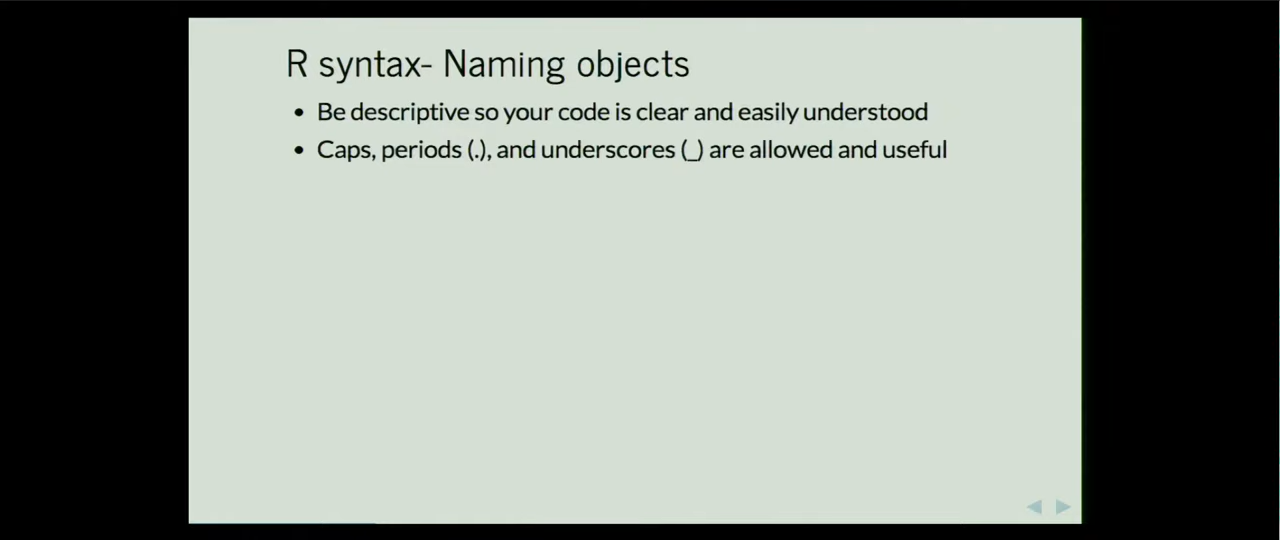 R syntax- Naming objects
• Be descriptive so your code is clear and easily understood
• Caps, periods (.), and underscores (_) are allowed and useful